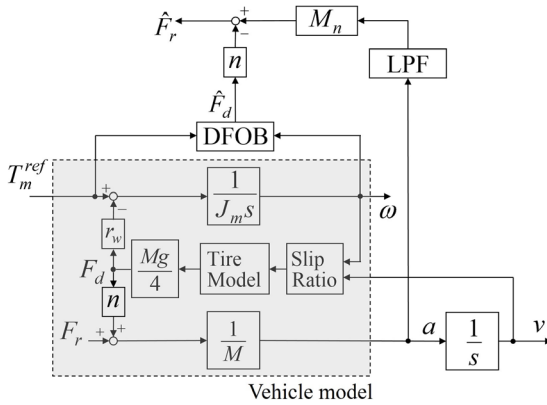 F̂_r
+
−
M_n
n
LPF
F̂_d
DFOB
T_m^{ref}
+
−
1
J_m s
ω
r_w
F_d
Mg
4
Tire
Model
Slip
Ratio
n
F_r
+
+
1
M
a
1
s
v
Vehicle model